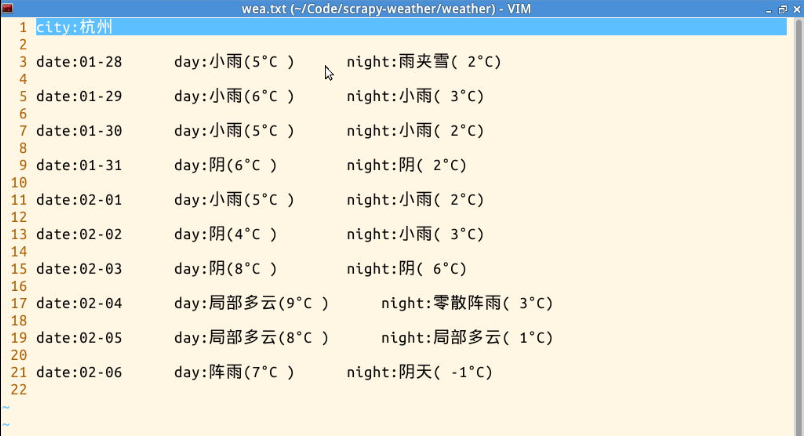 wea.txt (~/Code/scrapy-weather/weather) - VIM
1 city:杭州
2
3 date:01-28 day:小雨(5°C ) night:雨夹雪( 2°C)
4
5 date:01-29 day:小雨(6°C ) night:小雨( 3°C)
6
7 date:01-30 day:小雨(5°C ) night:小雨( 2°C)
8
9 date:01-31 day:阴(6°C ) night:阴( 2°C)
10
11 date:02-01 day:小雨(5°C ) night:小雨( 2°C)
12
13 date:02-02 day:阴(4°C ) night:小雨( 3°C)
14
15 date:02-03 day:阴(8°C ) night:阴( 6°C)
16
17 date:02-04 day:局部多云(9°C ) night:零散阵雨( 3°C)
18
19 date:02-05 day:局部多云(8°C ) night:局部多云( 1°C)
20
21 date:02-06 day:阵雨(7°C ) night:阴天( -1°C)
22
~
~